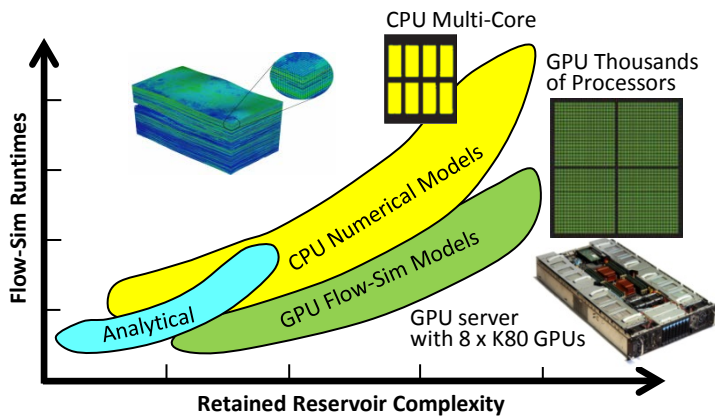 CPU Multi-Core
GPU Thousands
of Processors
Flow-Sim Runtimes
CPU Numerical Models
GPU Flow-Sim Models
Analytical
GPU server
with 8 x K80 GPUs
Retained Reservoir Complexity